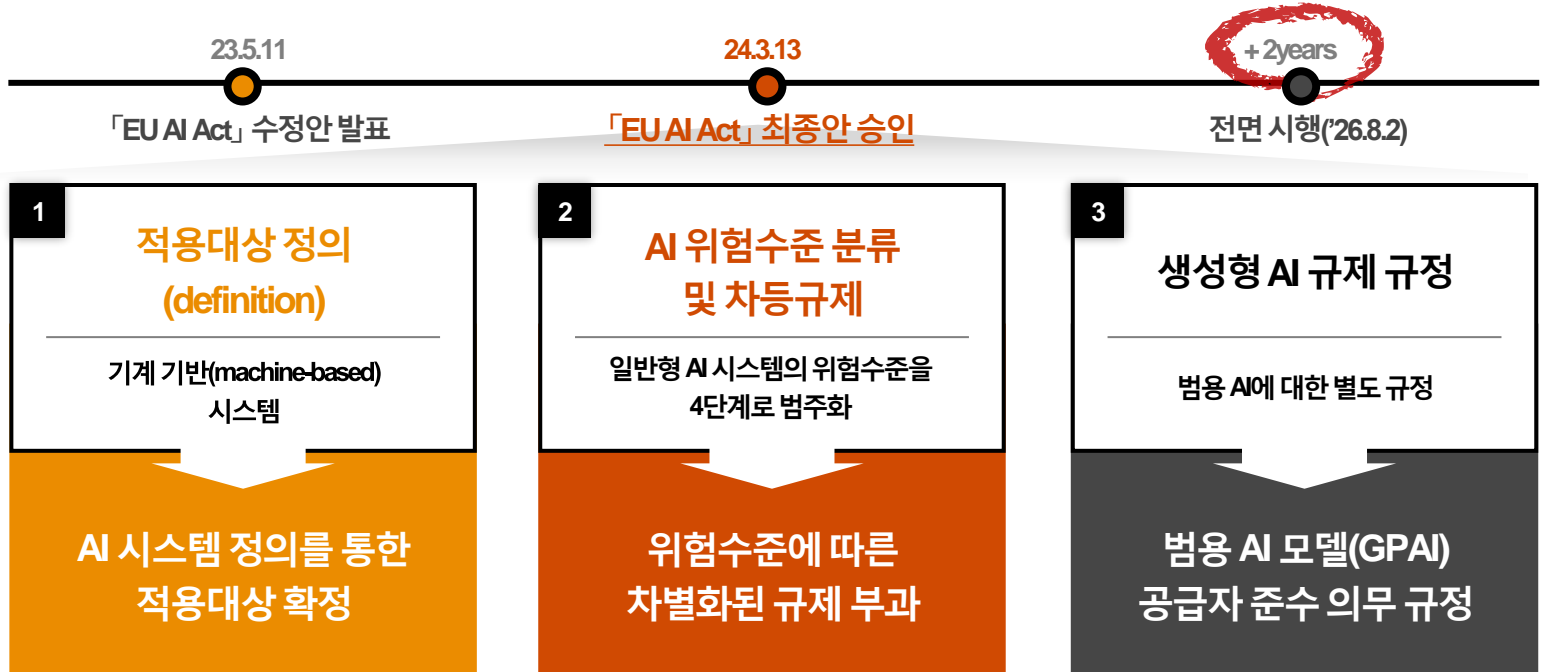 23.5.11
24.3.13
+ 2years
「EU AI Act」 수정안 발표
「EU AI Act」 최종안 승인
전면 시행('26.8.2)
1
적용대상 정의
(definition)
기계 기반(machine-based)
시스템
AI 시스템 정의를 통한
적용대상 확정
2
AI 위험수준 분류
및 차등규제
일반형 AI 시스템의 위험수준을
4단계로 범주화
위험수준에 따른
차별화된 규제 부과
3
생성형 AI 규제 규정
범용 AI에 대한 별도 규정
범용 AI 모델(GPAI)
공급자 준수 의무 규정